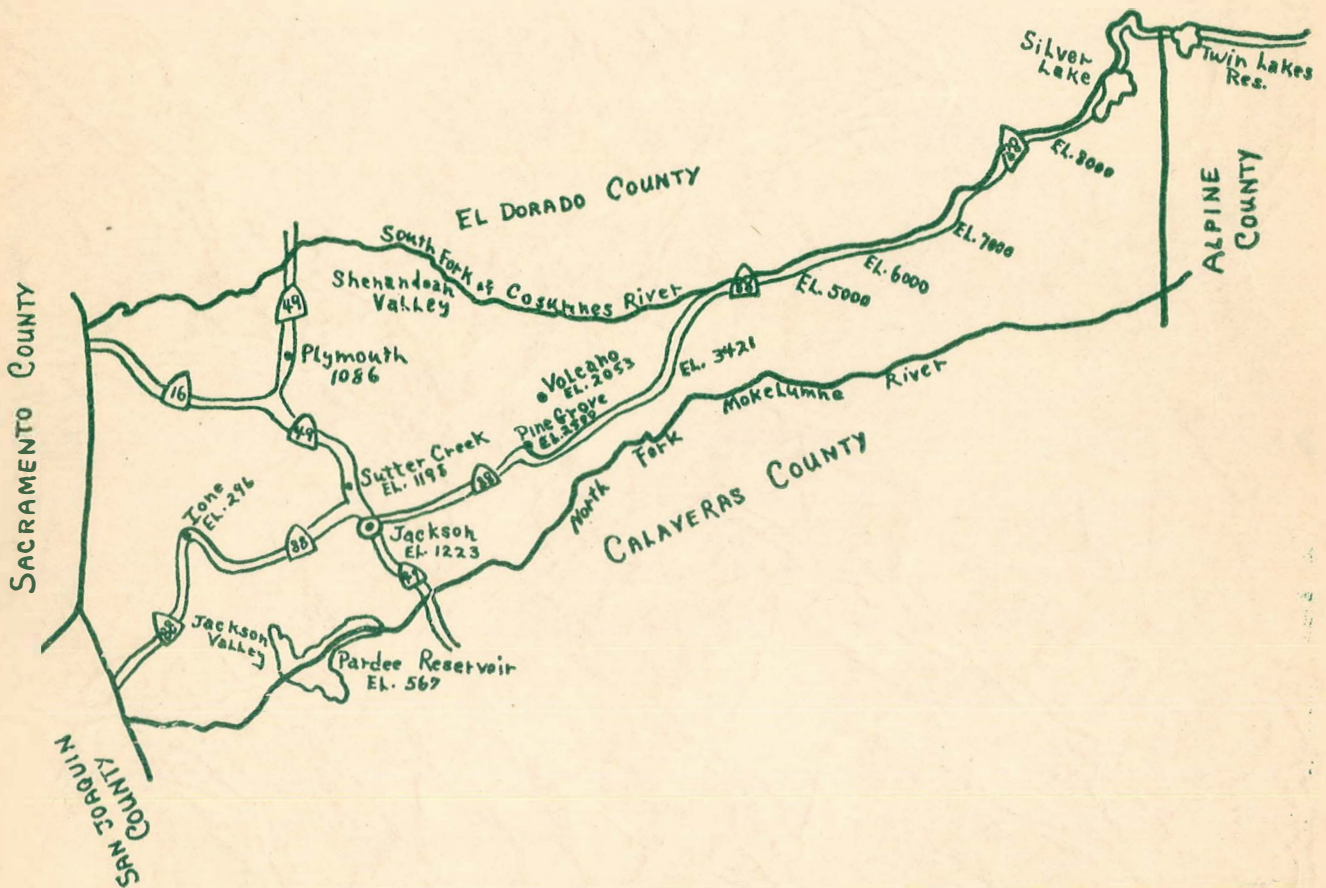 Silver
Lake
Twin Lakes
Res.
88
EL. 8000
ALPINE
COUNTY
EL DORADO COUNTY
South Fork of Cosumnes River
Shenandoah
Valley
EL. 7000
EL. 6000
88
EL. 5000
SACRAMENTO COUNTY
49
Plymouth
1086
Volcano
EL. 2053
EL. 3421
16
Pine Grove
49
North Fork Mokelumne River
Sutter Creek
EL. 1198
88
CALAVERAS COUNTY
Ione
EL. 296
88
Jackson
EL. 1223
88
Jackson
Valley
Pardee Reservoir
EL. 567
SAN JOAQUIN
COUNTY